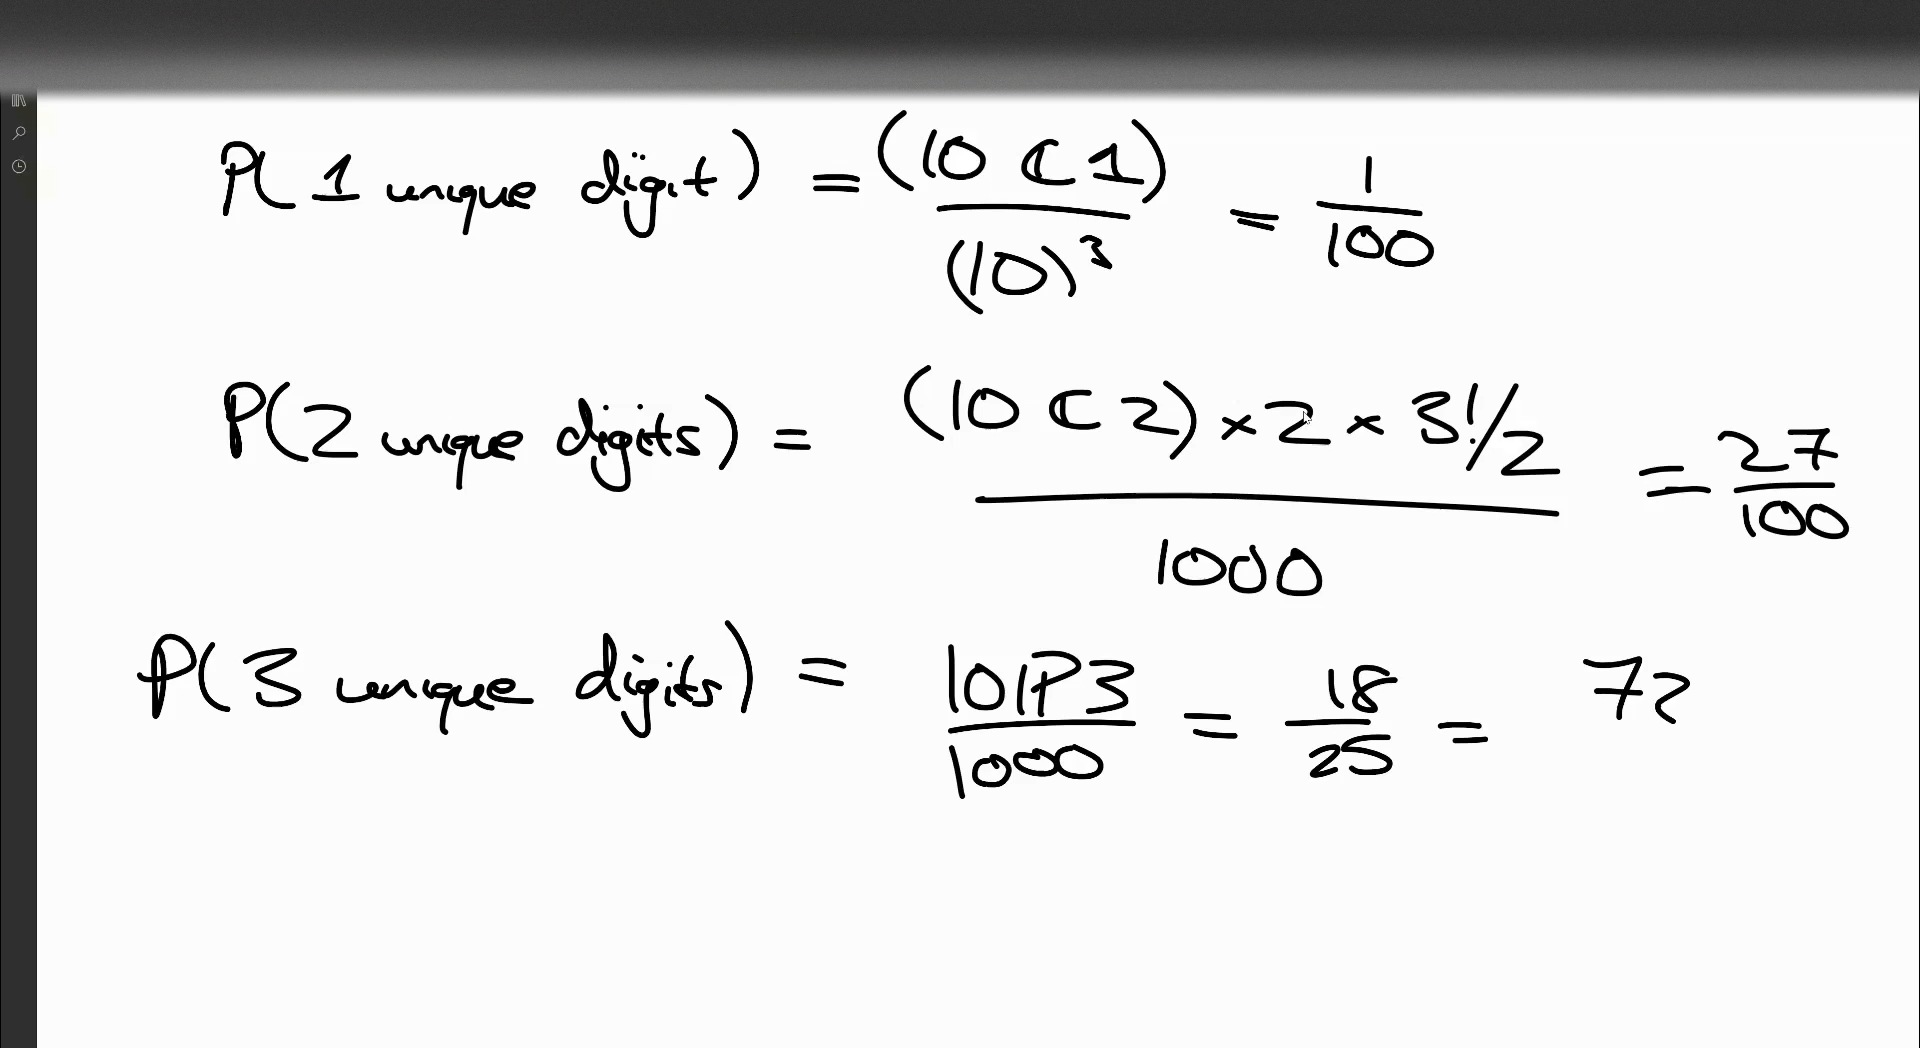 P(1 unique digit) = (10 C 1) / (10)³ = 1/100
P(2 unique digits) = (10 C 2) × 2 × 3!/2 / 1000 = 27/100
P(3 unique digits) = 10P3 / 1000 = 18/25 = 72